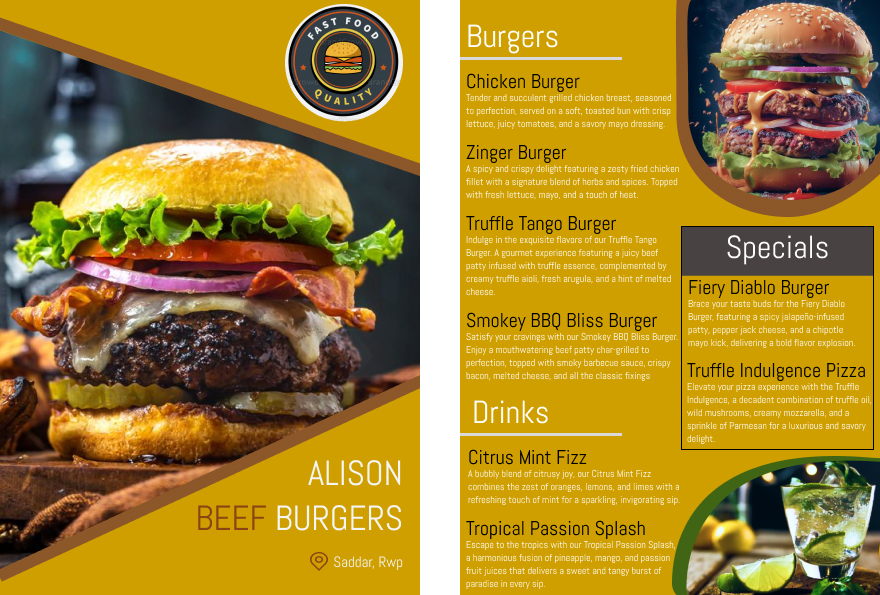 FAST FOOD
QUALITY
ALISON
BEEF BURGERS
Saddar, Rwp
Burgers
Chicken Burger
Tender and succulent grilled chicken breast, seasoned
to perfection, served on a soft, toasted bun with crisp
lettuce, juicy tomatoes, and a savory mayo dressing.
Zinger Burger
A spicy and crispy delight featuring a zesty fried chicken
fillet with a signature blend of herbs and spices. Topped
with fresh lettuce, mayo, and a touch of heat.
Truffle Tango Burger
Indulge in the exquisite flavors of our Truffle Tango
Burger. A gourmet experience featuring a juicy beef
patty infused with truffle essence, complemented by
creamy truffle aioli, fresh arugula, and a hint of melted
cheese.
Smokey BBQ Bliss Burger
Satisfy your cravings with our Smokey BBQ Bliss Burger.
Enjoy a mouthwatering beef patty char-grilled to
perfection, topped with smoky barbecue sauce, crispy
bacon, melted cheese, and all the classic fixings
Drinks
Citrus Mint Fizz
A bubbly blend of citrusy joy, our Citrus Mint Fizz
combines the zest of oranges, lemons, and limes with a
refreshing touch of mint for a sparkling, invigorating sip.
Tropical Passion Splash
Escape to the tropics with our Tropical Passion Splash,
a harmonious fusion of pineapple, mango, and passion
fruit juices that delivers a sweet and tangy burst of
paradise in every sip.
Specials
Fiery Diablo Burger
Brace your taste buds for the Fiery Diablo
Burger, featuring a spicy jalapeño-infused
patty, pepper jack cheese, and a chipotle
mayo kick, delivering a bold flavor explosion.
Truffle Indulgence Pizza
Elevate your pizza experience with the Truffle
Indulgence, a decadent combination of truffle oil,
wild mushrooms, creamy mozzarella, and a
sprinkle of Parmesan for a luxurious and savory
delight.